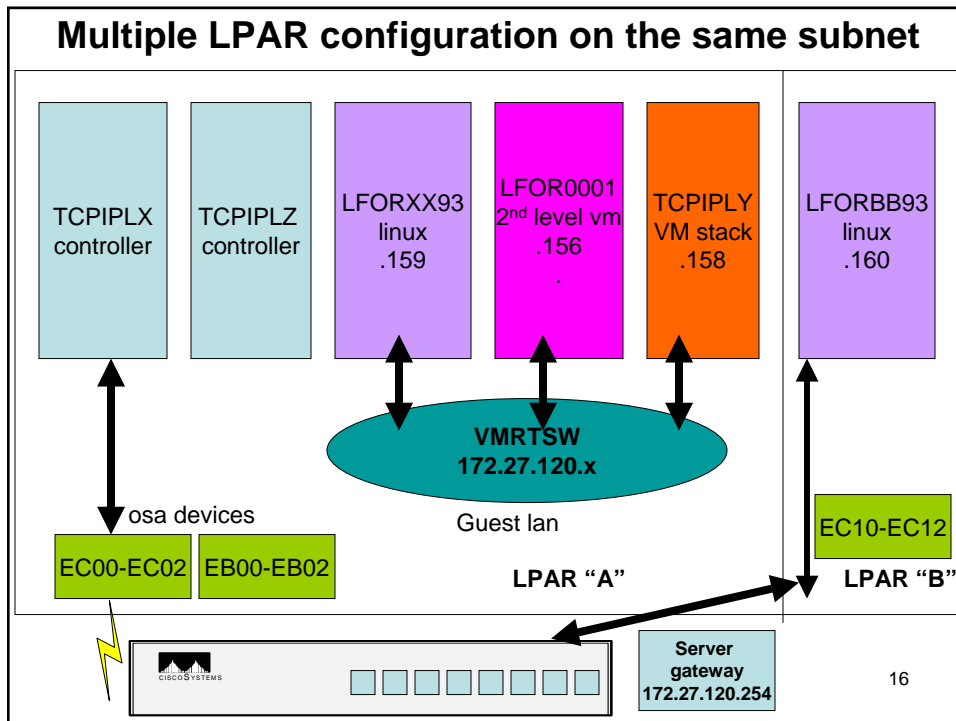 Multiple LPAR configuration on the same subnet
TCPIPLX
controller
TCPIPLZ
controller
LFORXX93
linux
.159
LFOR0001
2nd level vm
.156
.
TCPIPLY
VM stack
.158
LFORBB93
linux
.160
VMRTSW
172.27.120.x
osa devices
Guest lan
EC00-EC02
EB00-EB02
EC10-EC12
LPAR “A”
LPAR “B”
CISCOSYSTEMS
Server
gateway
172.27.120.254
16